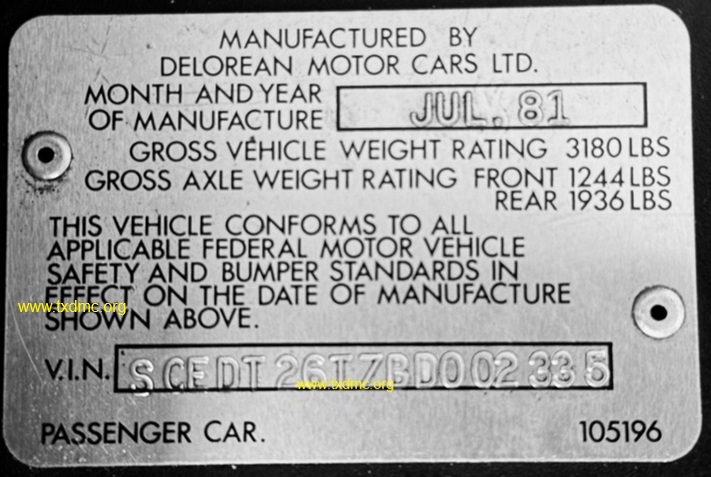 MANUFACTURED BY
DELOREAN MOTOR CARS LTD.
MONTH AND YEAR
OF MANUFACTURE
JUL. 81
GROSS VEHICLE WEIGHT RATING 3180 LBS
GROSS AXLE WEIGHT RATING FRONT 1244 LBS
REAR 1936 LBS
THIS VEHICLE CONFORMS TO ALL
APPLICABLE FEDERAL MOTOR VEHICLE
SAFETY AND BUMPER STANDARDS IN
EFFECT ON THE DATE OF MANUFACTURE
www.txdmc.org
SHOWN ABOVE.
V.I.N. SCEDT26T7BD002335
www.txdmc.org
PASSENGER CAR. 105196